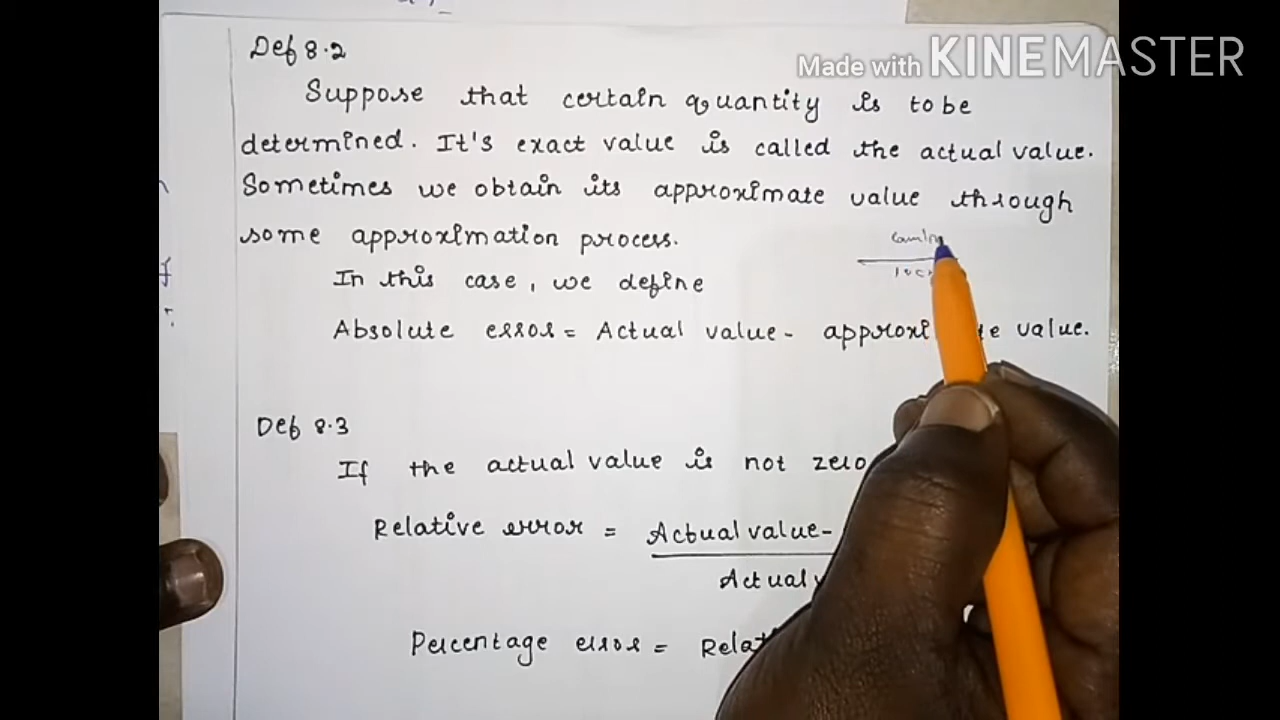 Made with KINEMASTER
Def 8.2
Suppose that certain quantity is to be
determined. It's exact value is called the actual value.
Sometimes we obtain its approximate value through
some approximation process.
In this case, we define
Absolute error = Actual value - approxi e value.
Def 8.3
If the actual value is not zero
Relative error = Actual value -
Actual
Percentage error =